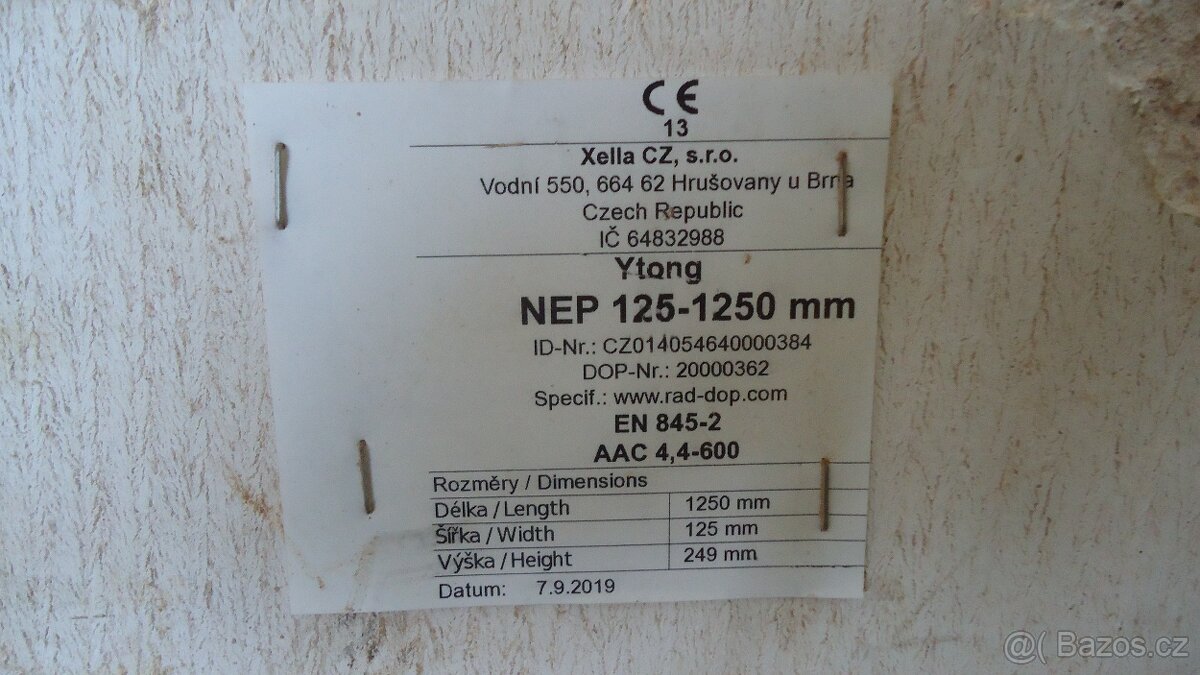 CE
13
Xella CZ, s.r.o.
Vodní 550, 664 62 Hrušovany u Brna
Czech Republic
IČ 64832988
Ytong
NEP 125-1250 mm
ID-Nr.: CZ014054640000384
DOP-Nr.: 20000362
Specif.: www.rad-dop.com
EN 845-2
AAC 4,4-600
Rozměry / Dimensions
Délka / Length 1250 mm
Šířka / Width 125 mm
Výška / Height 249 mm
Datum: 7.9.2019
@( Bazos.cz